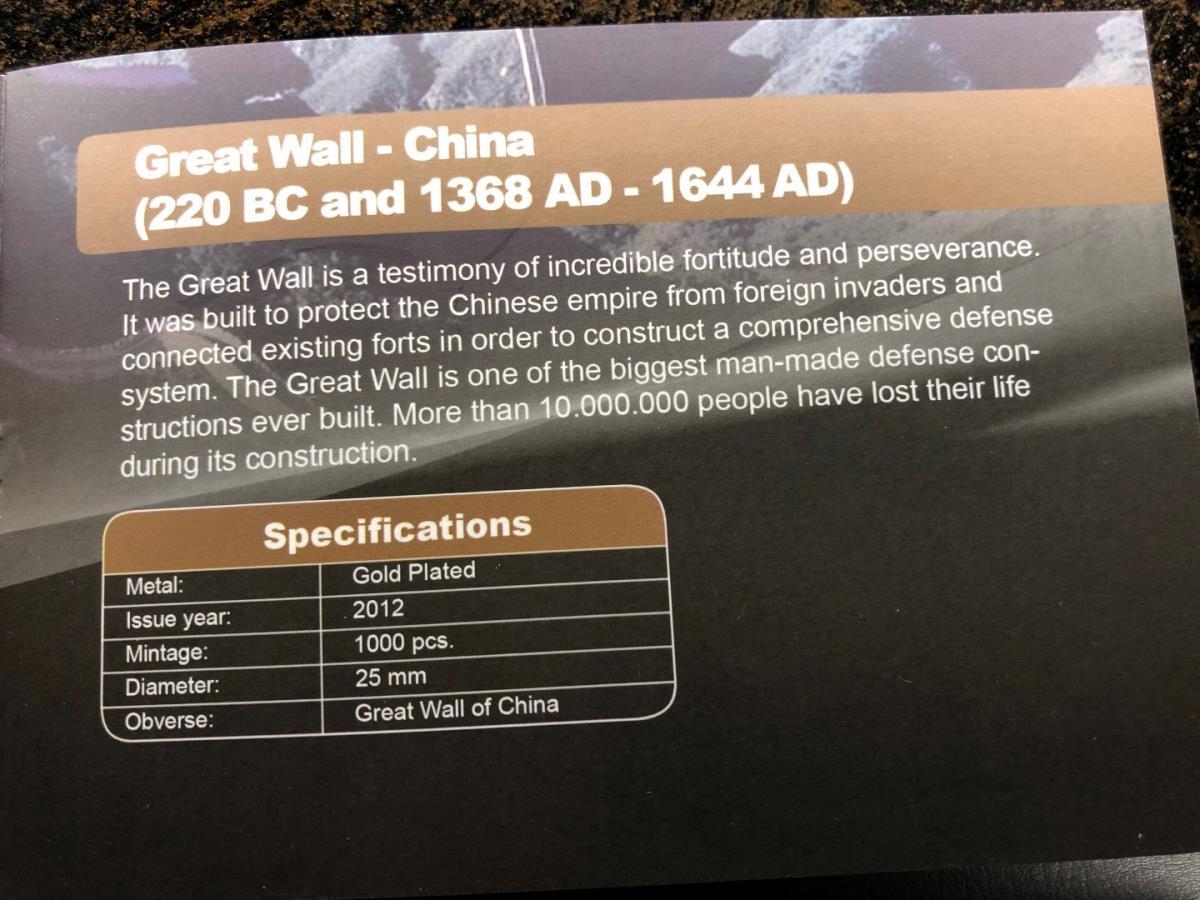 Great Wall - China
(220 BC and 1368 AD - 1644 AD)
The Great Wall is a testimony of incredible fortitude and perseverance.
It was built to protect the Chinese empire from foreign invaders and
connected existing forts in order to construct a comprehensive defense
system. The Great Wall is one of the biggest man-made defense con-
structions ever built. More than 10.000.000 people have lost their life
during its construction.
Specifications
Metal: Gold Plated
Issue year: 2012
Mintage: 1000 pcs.
Diameter: 25 mm
Obverse: Great Wall of China